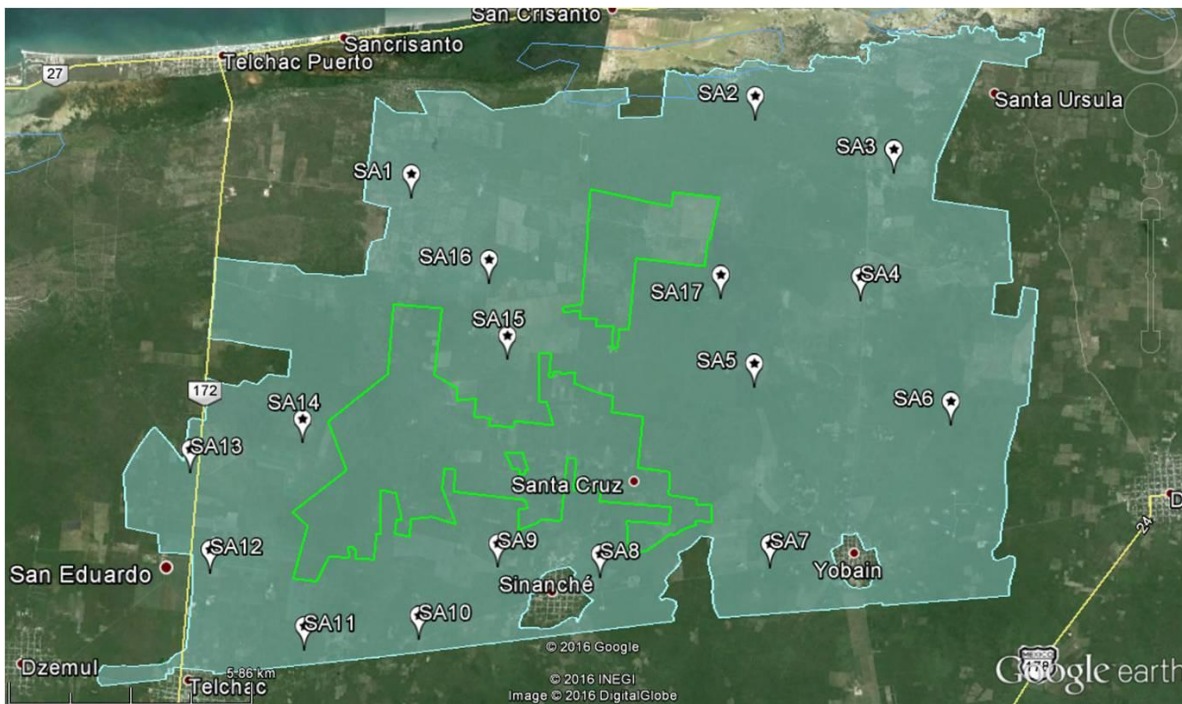 San Crisanto
Sancrisanto
27
Telchac Puerto
SA2
Santa Ursula
SA3
SA1
SA16
SA4
SA17
SA15
SA5
172
SA6
SA14
SA13
Santa Cruz
D
24
SA9
SA7
SA12
SA8
San Eduardo
Yobain
Sinanché
SA10
SA11
© 2016 Google
Dzemul
5.86 km
MEXICO
Google earth
© 2016 INEGI
Telchac
Image © 2016 DigitalGlobe